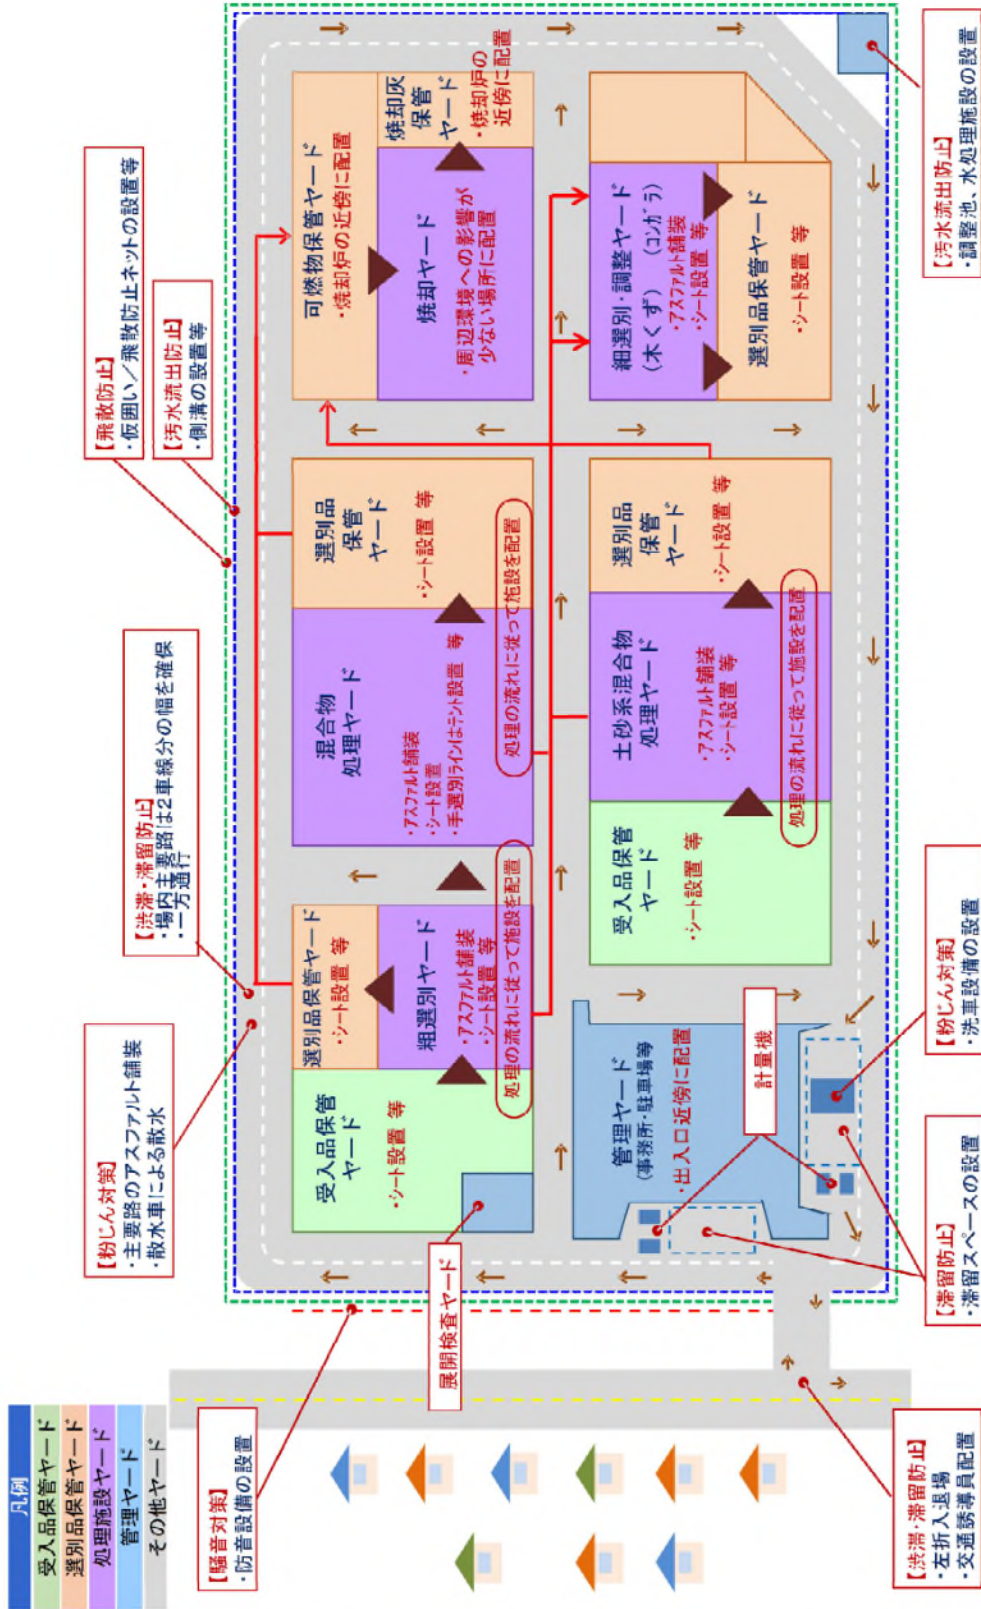 凡例
受入品保管ヤード
選別品保管ヤード
処理施設ヤード
管理ヤード
その他ヤード
【騒音対策】
・防音設備の設置
【粉じん対策】
・主要路のアスファルト舗装
・散水車による散水
【渋滞・滞留防止】
・場内主要路は2車線分の幅を確保
・一方通行
【飛散防止】
・仮囲い／飛散防止ネットの設置等
【汚水流出防止】
・側溝の設置等
受入品保管
ヤード
・シート設置 等
展開検査ヤード
選別品保管ヤード
・シート設置 等
粗選別ヤード
・アスファルト舗装
・シート設置 等
処理の流れに従って施設を配置
混合物
処理ヤード
・アスファルト舗装
・シート設置
・手選別ラインはテント設置 等
選別品
保管
ヤード
・シート設置 等
処理の流れに従って施設を配置
可燃物保管ヤード
・焼却炉の近傍に配置
焼却ヤード
・周辺環境への影響が
少ない場所に配置
焼却灰
保管
ヤード
・焼却炉の
近傍に配置
管理ヤード
(事務所・駐車場等
・出入口近傍に配置
計量機
受入品保管
ヤード
・シート設置 等
土砂系混合物
処理ヤード
・アスファルト舗装
・シート設置 等
選別品
保管
ヤード
・シート設置 等
処理の流れに従って施設を配置
細選別・調整ヤード
(木くず) (コンガラ)
・アスファルト舗装
・シート設置 等
選別品保管ヤード
・シート設置 等
【渋滞・滞留防止】
・左折入退場
・交通誘導員配置
【滞留防止】
・滞留スペースの設置
【粉じん対策】
・洗車設備の設置
【汚水流出防止】
・調整池、水処理施設の設置